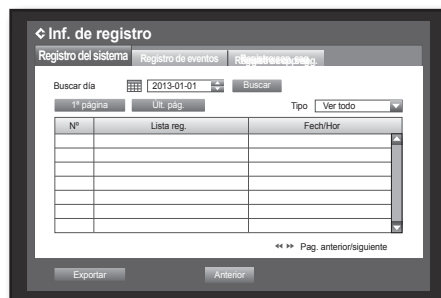 Inf. de registro
Registro del sistema Registro de eventos
Buscar día 2013-01-01 Buscar
1ª página Últ. pág. Tipo Ver todo
Nº Lista reg. Fech/Hor
Pag. anterior/siguiente
Exportar Anterior